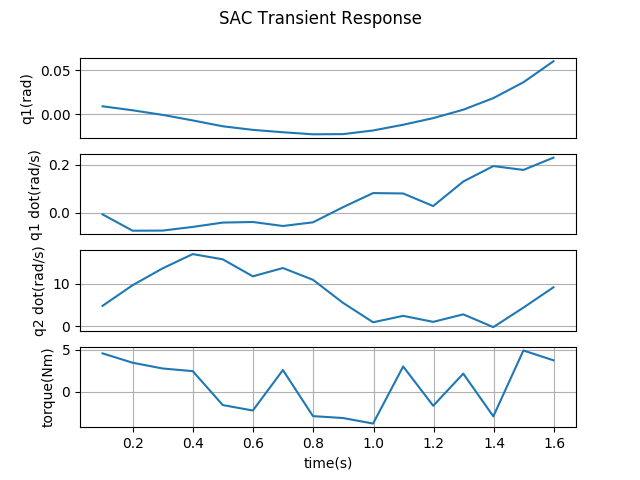 SAC Transient Response
q1(rad)
0.05
0.00
q1 dot(rad/s)
0.2
0.0
q2 dot(rad/s)
10
0
torque(Nm)
5
0
0.2 0.4 0.6 0.8 1.0 1.2 1.4 1.6
time(s)